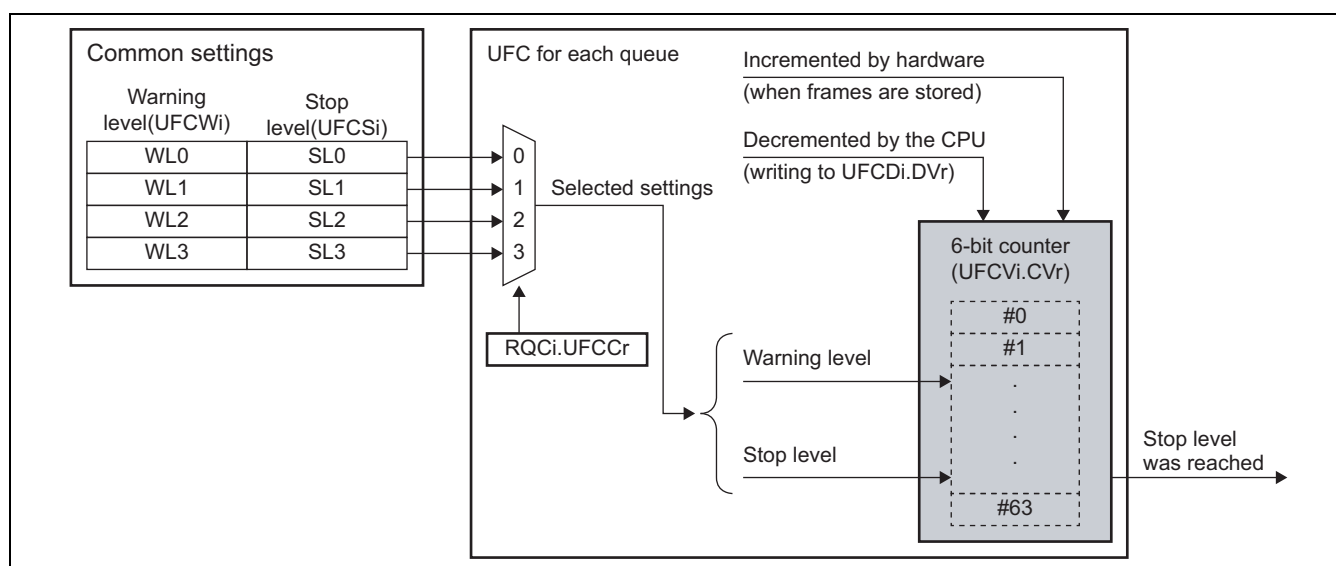 Common settings
Warning
level(UFCWi)
Stop
level(UFCSi)
WL0 SL0
WL1 SL1
WL2 SL2
WL3 SL3
UFC for each queue
0
1
2
3
Selected settings
RQCi.UFCCr
Incremented by hardware
(when frames are stored)
Decremented by the CPU
(writing to UFCDi.DVr)
6-bit counter
(UFCVi.CVr)
#0
#1
.
.
.
.
#63
Warning level
Stop level
Stop level
was reached